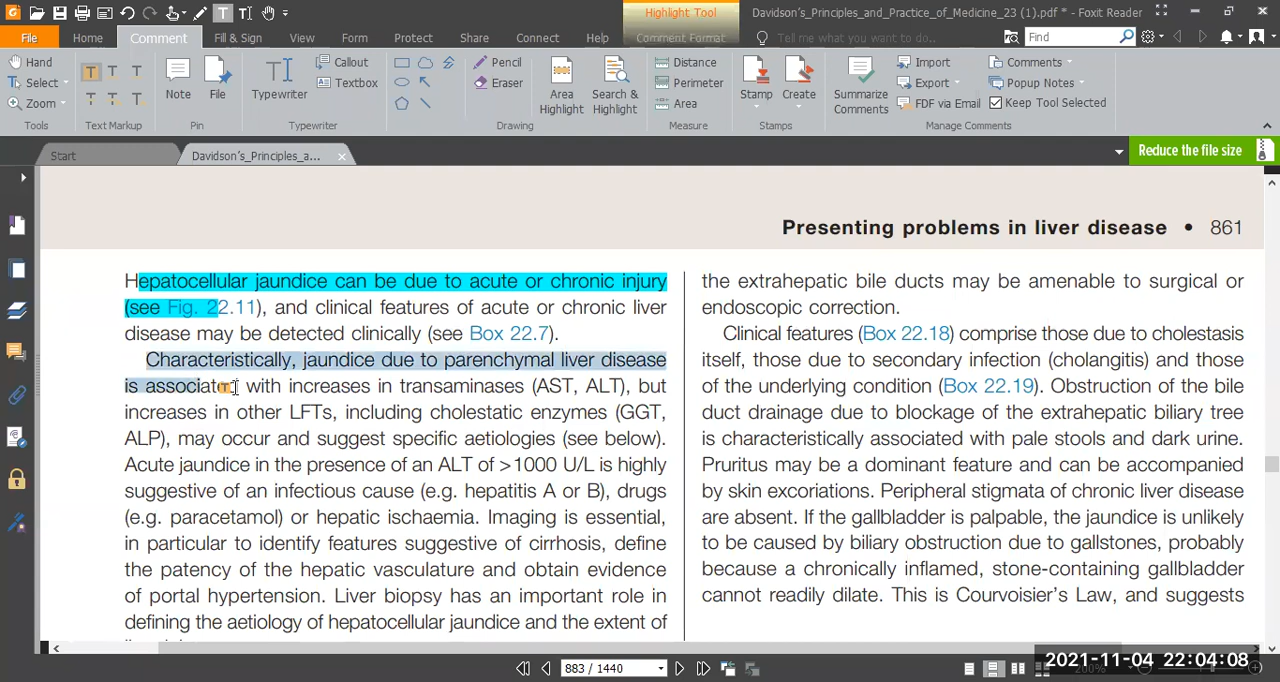 Highlight Tool
Davidson's_Principles_and_Practice_of_Medicine_23 (1).pdf * - Foxit Reader
File Home Comment Fill & Sign View Form Protect Share Connect Help Comment Format Tell me what you want to do.. Find
Hand
Select
Zoom
Tools
Text Markup
Note
File
Pin
Typewriter
Callout
Textbox
Typewriter
Pencil
Eraser
Drawing
Area Highlight
Search & Highlight
Distance
Perimeter
Area
Measure
Stamp
Create
Stamps
Summarize Comments
Import
Export
FDF via Email
Comments
Popup Notes
Keep Tool Selected
Manage Comments
Start
Davidson's_Principles_a...
Reduce the file size
Presenting problems in liver disease • 861
Hepatocellular jaundice can be due to acute or chronic injury
(see Fig. 22.11), and clinical features of acute or chronic liver
disease may be detected clinically (see Box 22.7).
Characteristically, jaundice due to parenchymal liver disease
is associated with increases in transaminases (AST, ALT), but
increases in other LFTs, including cholestatic enzymes (GGT,
ALP), may occur and suggest specific aetiologies (see below).
Acute jaundice in the presence of an ALT of >1000 U/L is highly
suggestive of an infectious cause (e.g. hepatitis A or B), drugs
(e.g. paracetamol) or hepatic ischaemia. Imaging is essential,
in particular to identify features suggestive of cirrhosis, define
the patency of the hepatic vasculature and obtain evidence
of portal hypertension. Liver biopsy has an important role in
defining the aetiology of hepatocellular jaundice and the extent of
the extrahepatic bile ducts may be amenable to surgical or
endoscopic correction.
Clinical features (Box 22.18) comprise those due to cholestasis
itself, those due to secondary infection (cholangitis) and those
of the underlying condition (Box 22.19). Obstruction of the bile
duct drainage due to blockage of the extrahepatic biliary tree
is characteristically associated with pale stools and dark urine.
Pruritus may be a dominant feature and can be accompanied
by skin excoriations. Peripheral stigmata of chronic liver disease
are absent. If the gallbladder is palpable, the jaundice is unlikely
to be caused by biliary obstruction due to gallstones, probably
because a chronically inflamed, stone-containing gallbladder
cannot readily dilate. This is Courvoisier's Law, and suggests
883 / 1440
2021-11-04 22:04:08
200%